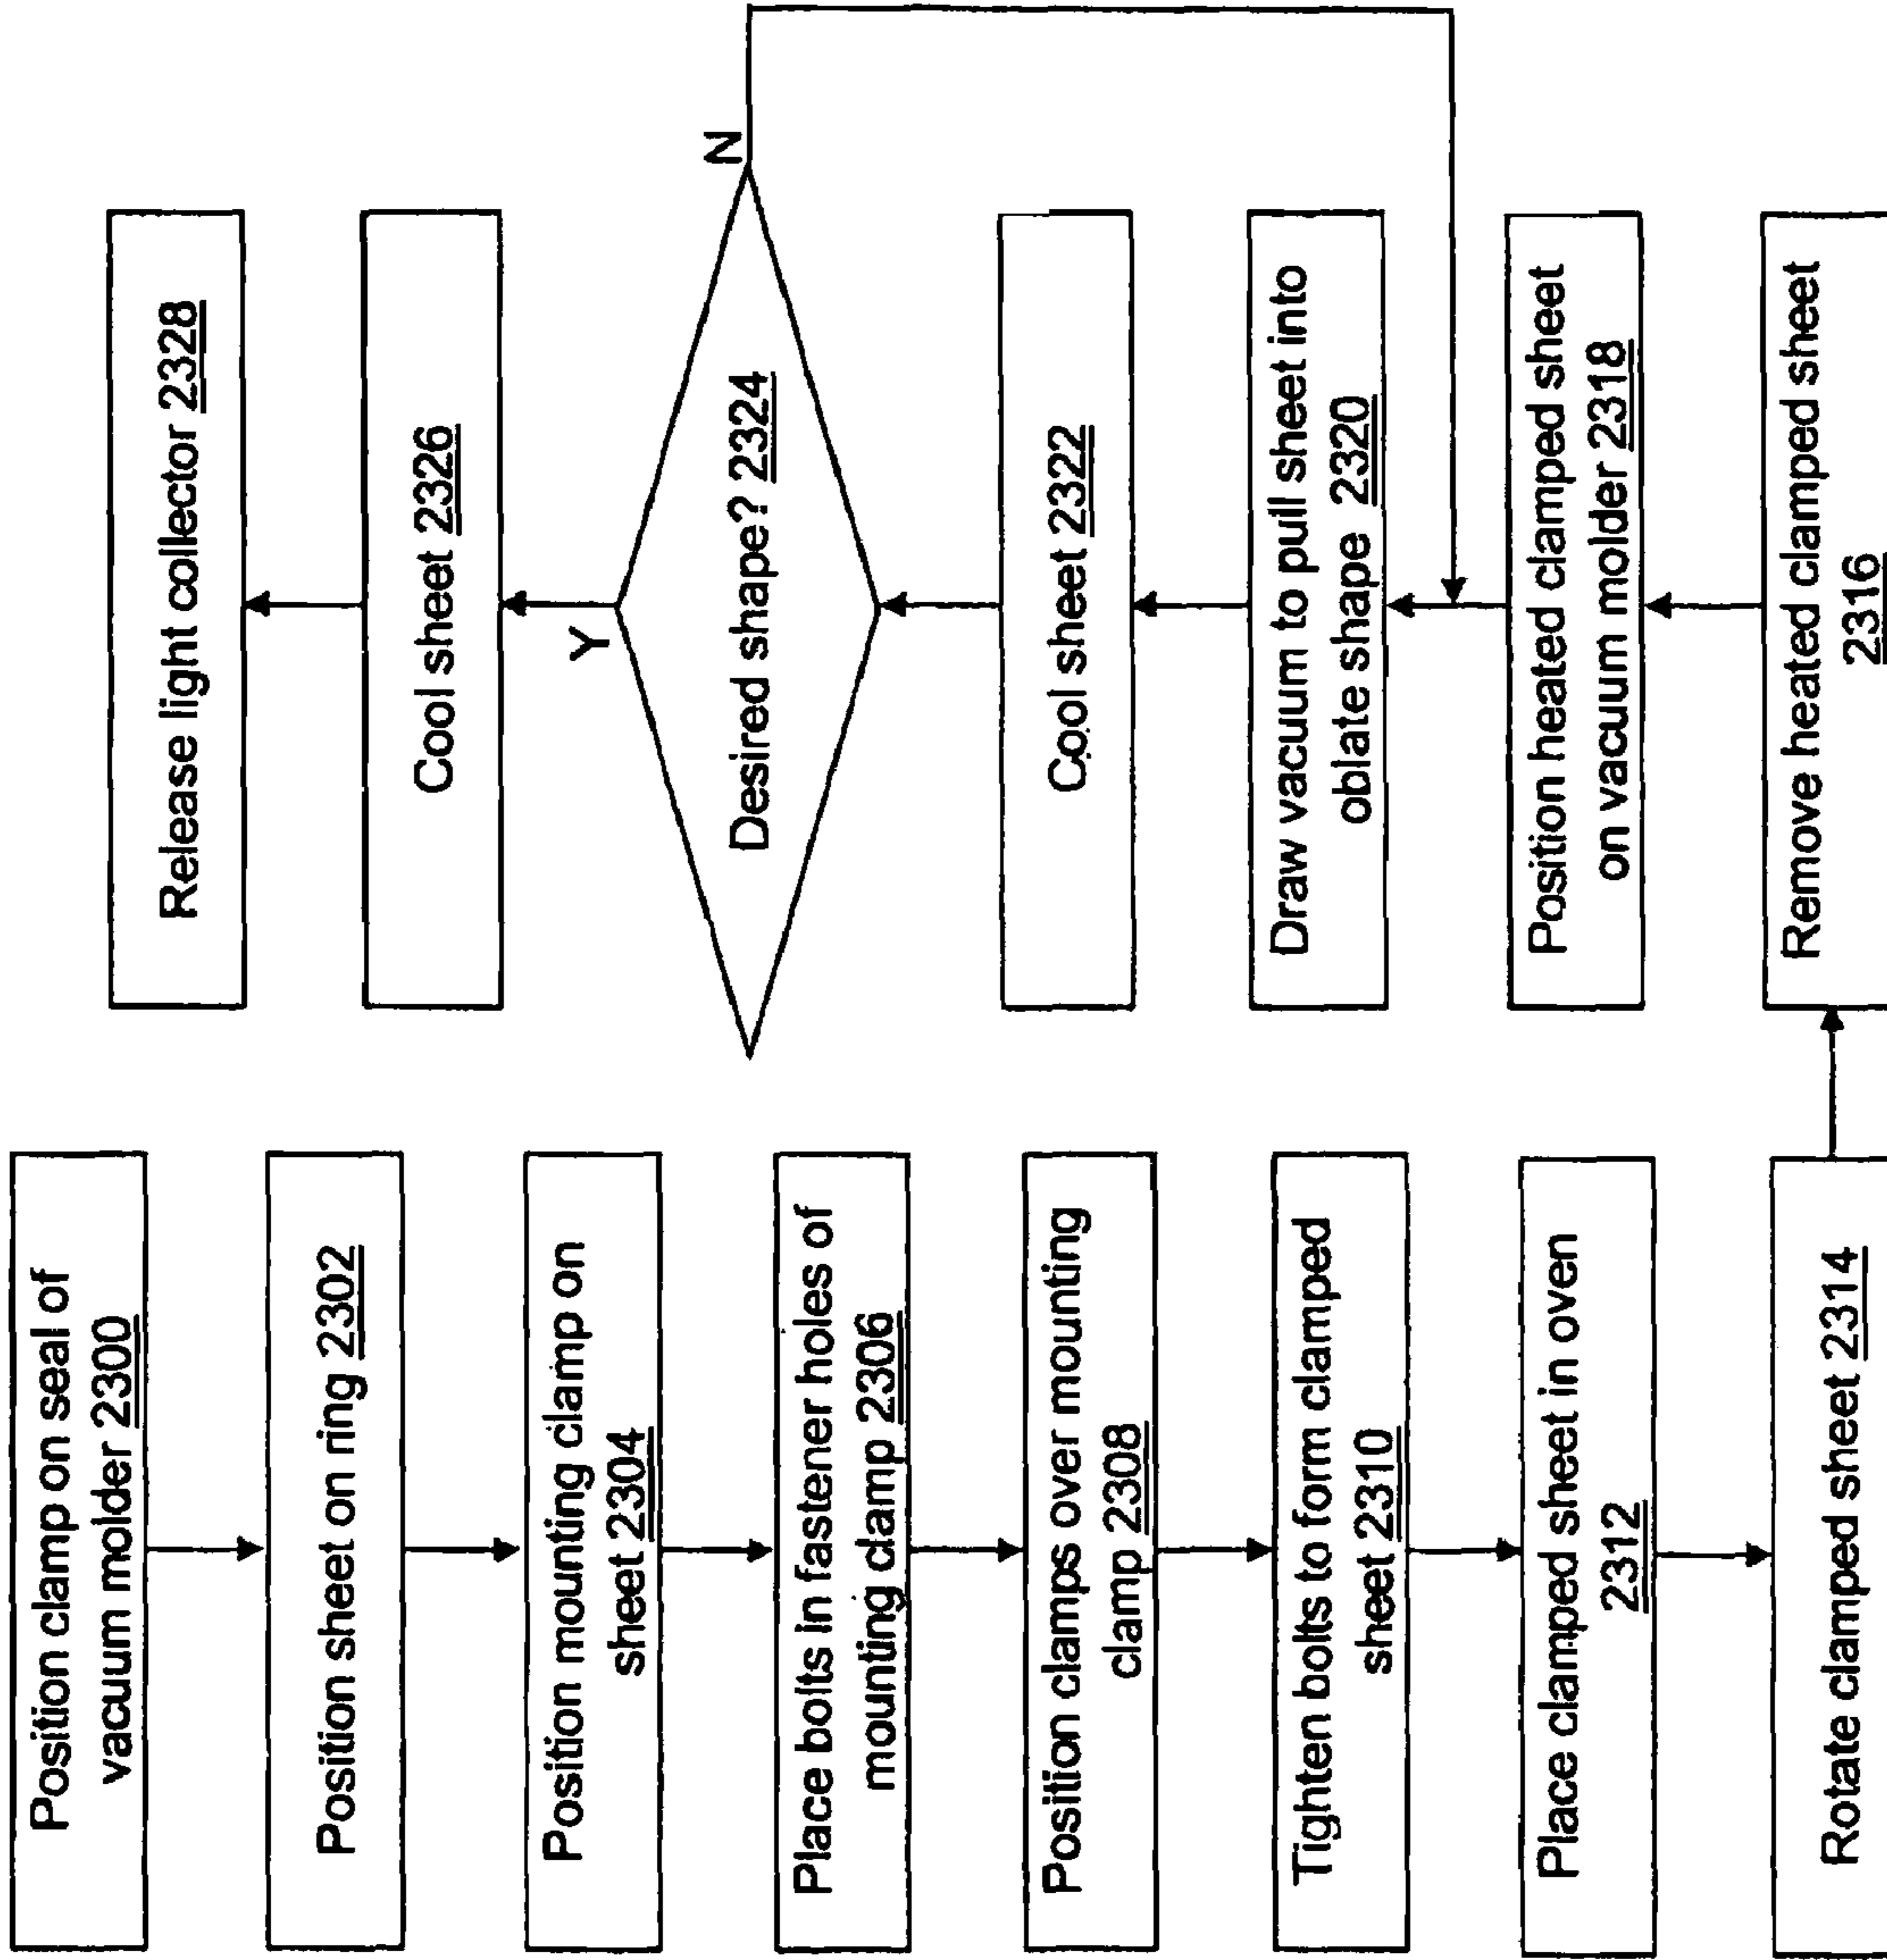 Position clamp on seal of
vacuum molder 2300
Position sheet on ring 2302
Position mounting clamp on
sheet 2304
Place bolts in fastener holes of
mounting clamp 2306
Position clamps over mounting
clamp 2308
Tighten bolts to form clamped
sheet 2310
Place clamped sheet in oven
2312
Rotate clamped sheet 2314
Remove heated clamped sheet
2316
Position heated clamped sheet
on vacuum molder 2318
Draw vacuum to pull sheet into
oblate shape 2320
Cool sheet 2322
Desired shape? 2324
N
Y
Cool sheet 2326
Release light collector 2328